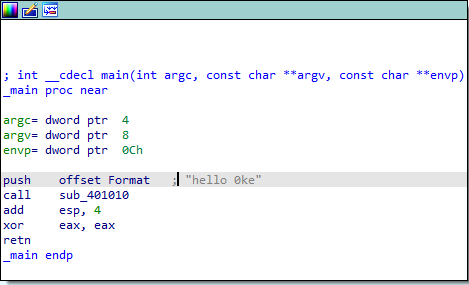 ; int __cdecl main(int argc, const char **argv, const char **envp)
_main proc near
argc= dword ptr  4
argv= dword ptr  8
envp= dword ptr  0Ch
push    offset Format   ; "hello 0ke"
call    sub_401010
add     esp, 4
xor     eax, eax
retn
_main endp